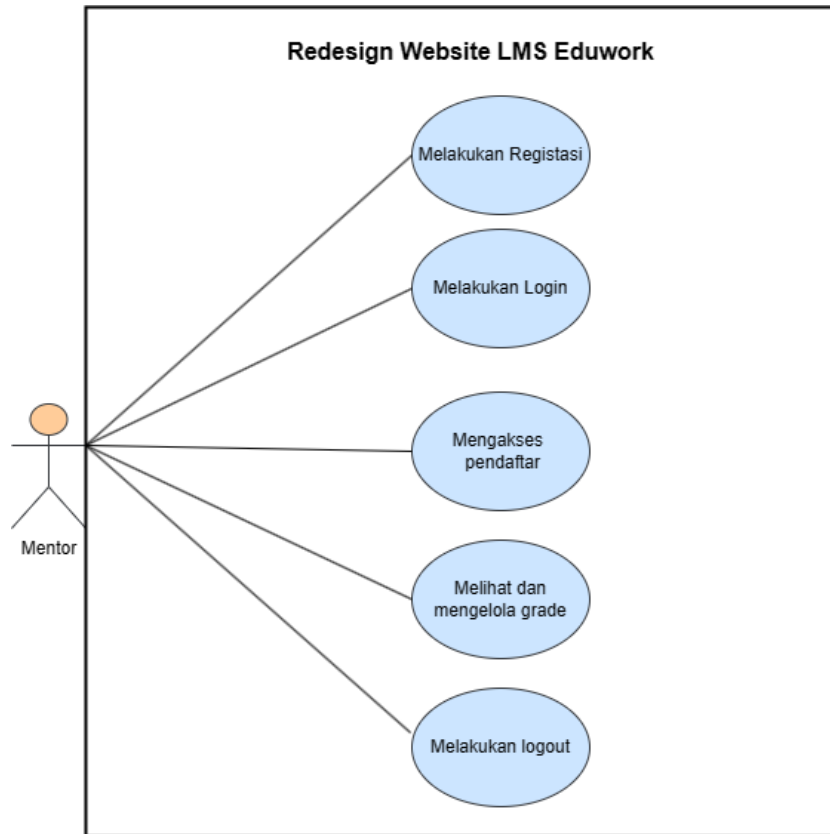 Redesign Website LMS Eduwork
Melakukan Registasi
Melakukan Login
Mengakses
pendaftar
Melihat dan
mengelola grade
Mentor
Melakukan logout